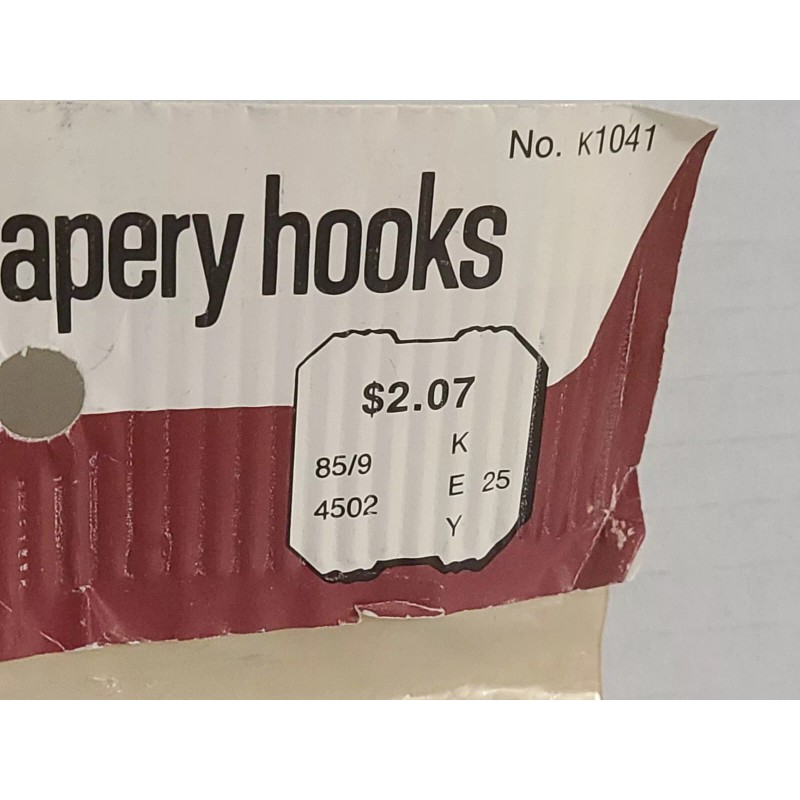 No. K1041
apery hooks
$2.07
85/9
4502
K
E
Y
25